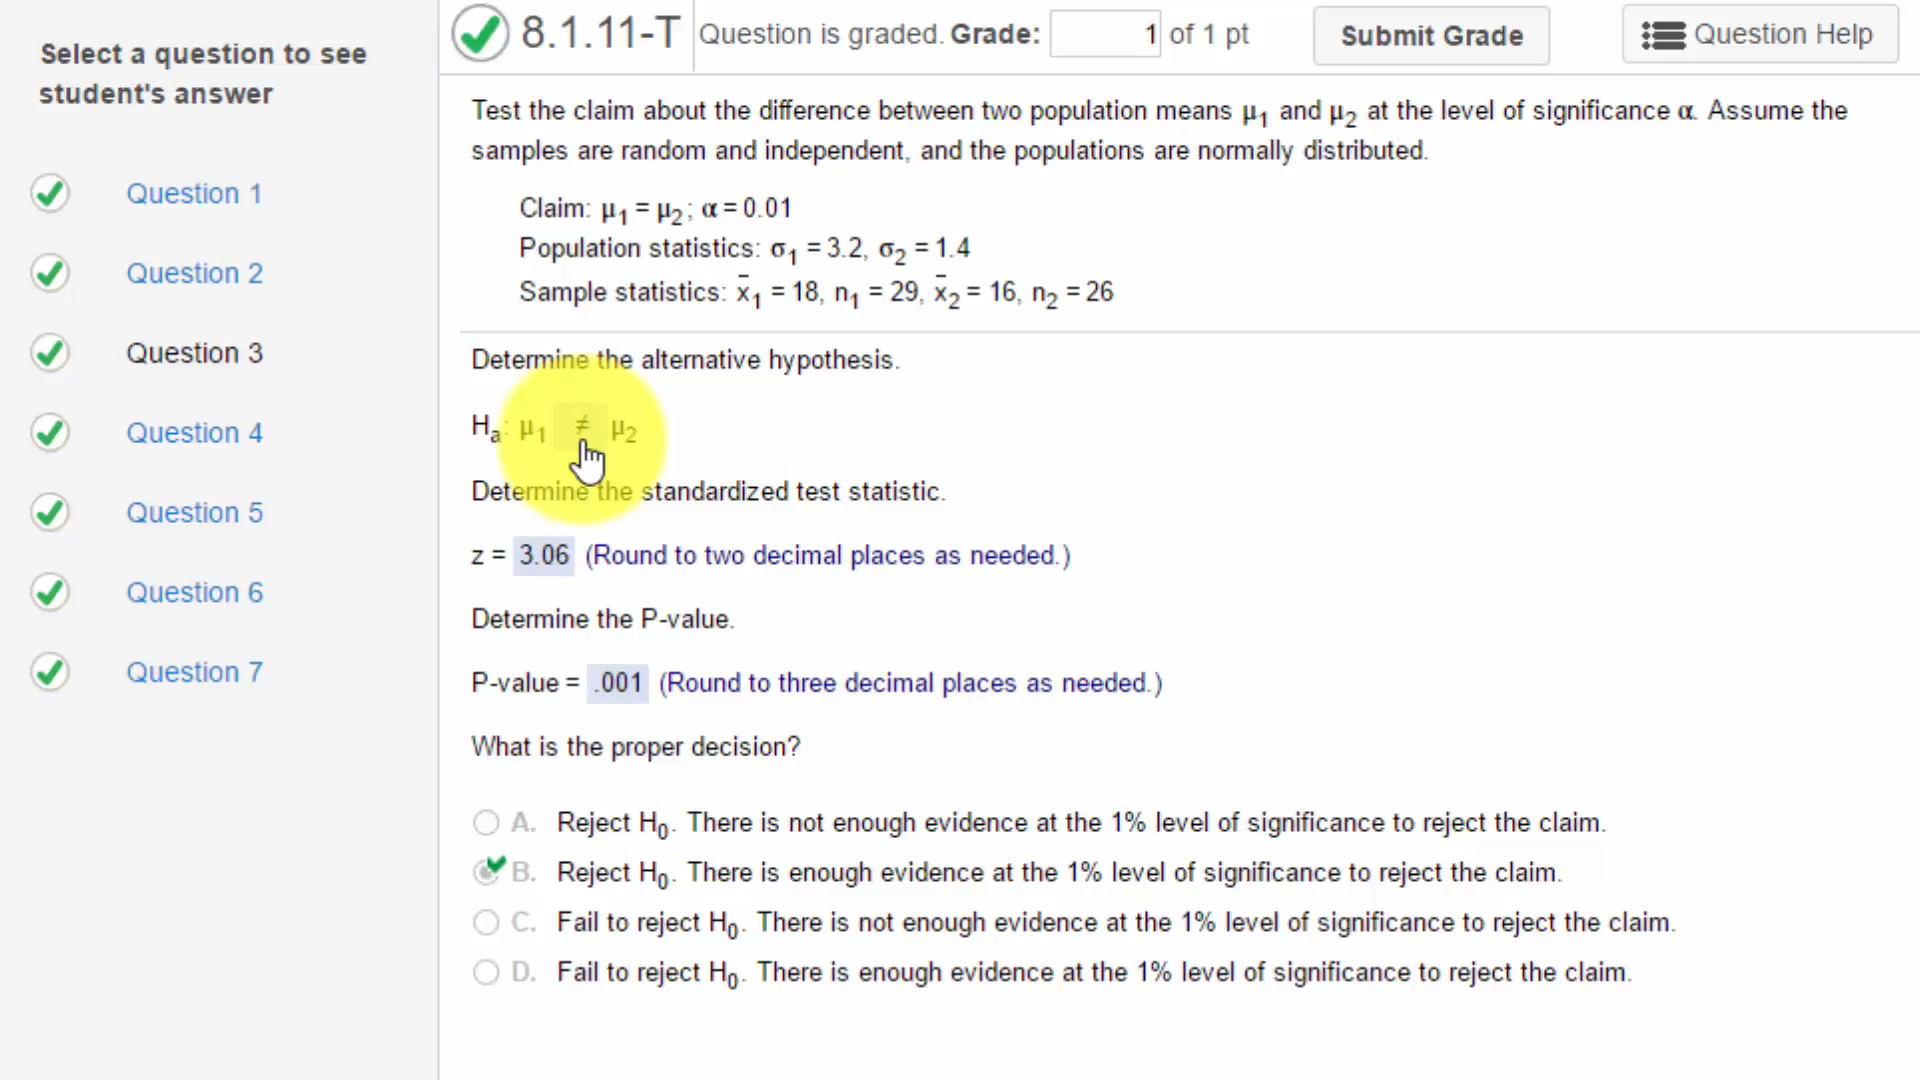 Select a question to see
student's answer
Question 1
Question 2
Question 3
Question 4
Question 5
Question 6
Question 7
8.1.11-T Question is graded. Grade: 1 of 1 pt Submit Grade Question Help
Test the claim about the difference between two population means μ₁ and μ₂ at the level of significance α. Assume the
samples are random and independent, and the populations are normally distributed.
Claim: μ₁ = μ₂; α = 0.01
Population statistics: σ₁ = 3.2, σ₂ = 1.4
Sample statistics: x̄₁ = 18, n₁ = 29, x̄₂ = 16, n₂ = 26
Determine the alternative hypothesis.
Hₐ: μ₁ ≠ μ₂
Determine the standardized test statistic.
z = 3.06 (Round to two decimal places as needed.)
Determine the P-value.
P-value = .001 (Round to three decimal places as needed.)
What is the proper decision?
A. Reject H₀. There is not enough evidence at the 1% level of significance to reject the claim.
B. Reject H₀. There is enough evidence at the 1% level of significance to reject the claim.
C. Fail to reject H₀. There is not enough evidence at the 1% level of significance to reject the claim.
D. Fail to reject H₀. There is enough evidence at the 1% level of significance to reject the claim.